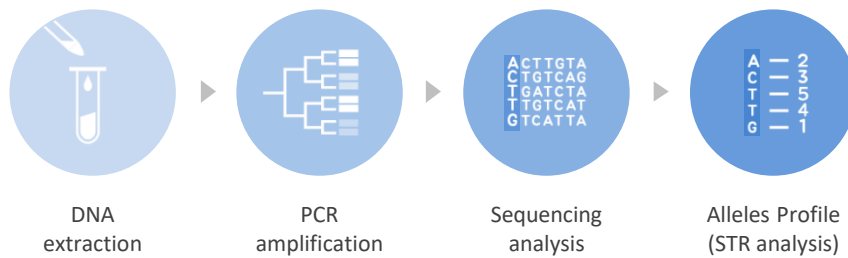 ACTTGTA
CTGTCAG
TGATCTA
TTGTCAT
GTCATTA
A — 2
C — 3
T — 5
T — 4
G — 1
DNA
extraction
PCR
amplification
Sequencing
analysis
Alleles Profile
(STR analysis)